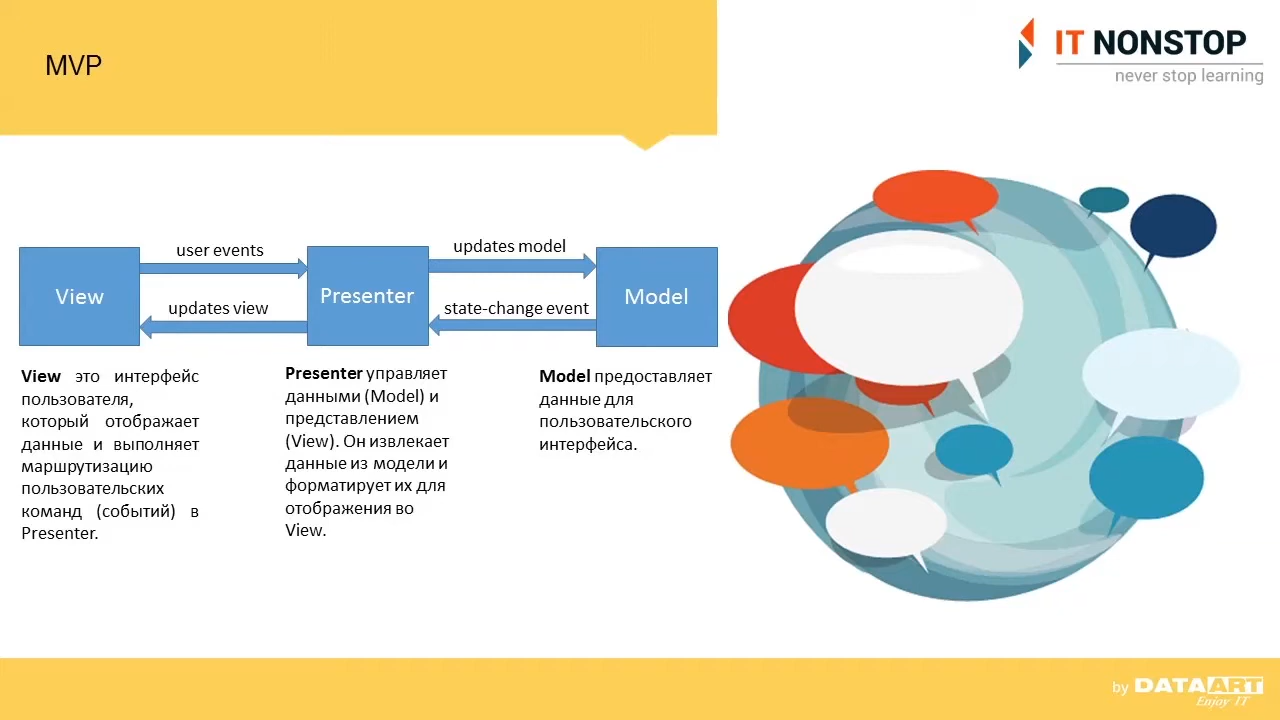 MVP
IT NONSTOP
never stop learning
user events
updates model
View
Presenter
Model
updates view
state-change event
View это интерфейс
пользователя,
который отображает
данные и выполняет
маршрутизацию
пользовательских
команд (событий) в
Presenter.
Presenter управляет
данными (Model) и
представлением
(View). Он извлекает
данные из модели и
форматирует их для
отображения во
View.
Model предоставляет
данные для
пользовательского
интерфейса.
by DATAART
Enjoy IT